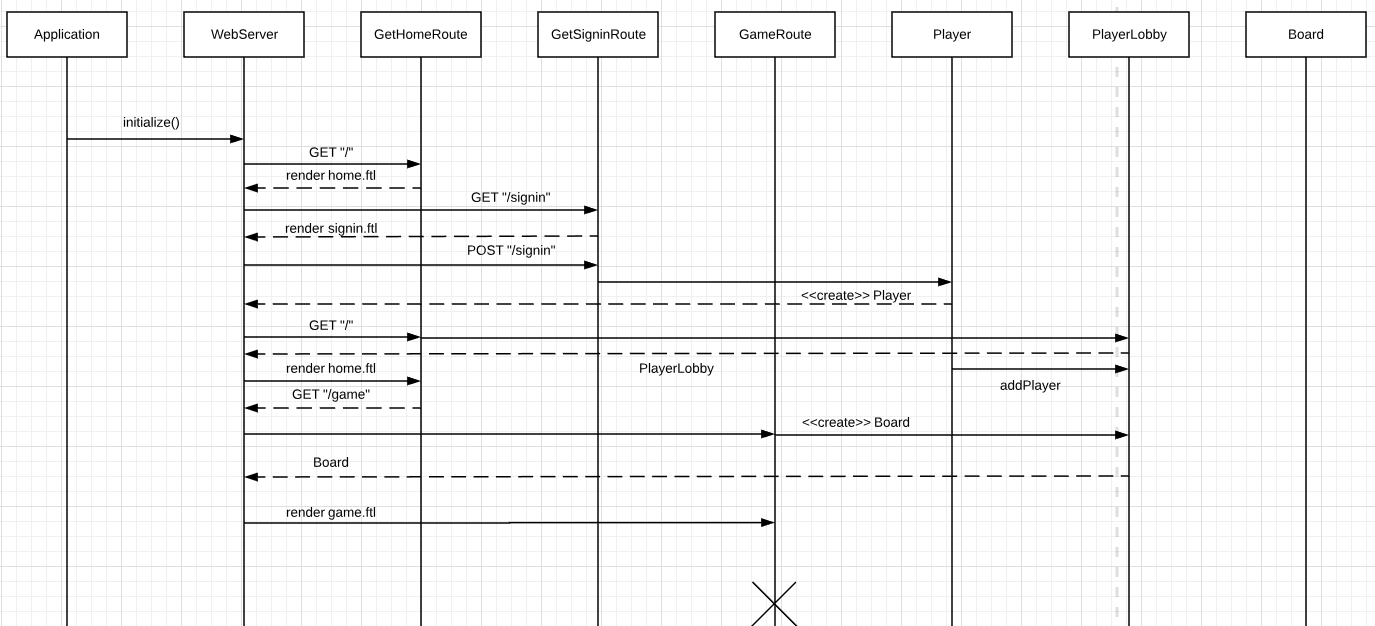 Application
WebServer
GetHomeRoute
GetSigninRoute
GameRoute
Player
PlayerLobby
Board
initialize()
GET "/"
render home.ftl
GET "/signin"
render signin.ftl
POST "/signin"
<<create>> Player
GET "/"
render home.ftl
PlayerLobby
addPlayer
GET "/game"
<<create>> Board
Board
render game.ftl